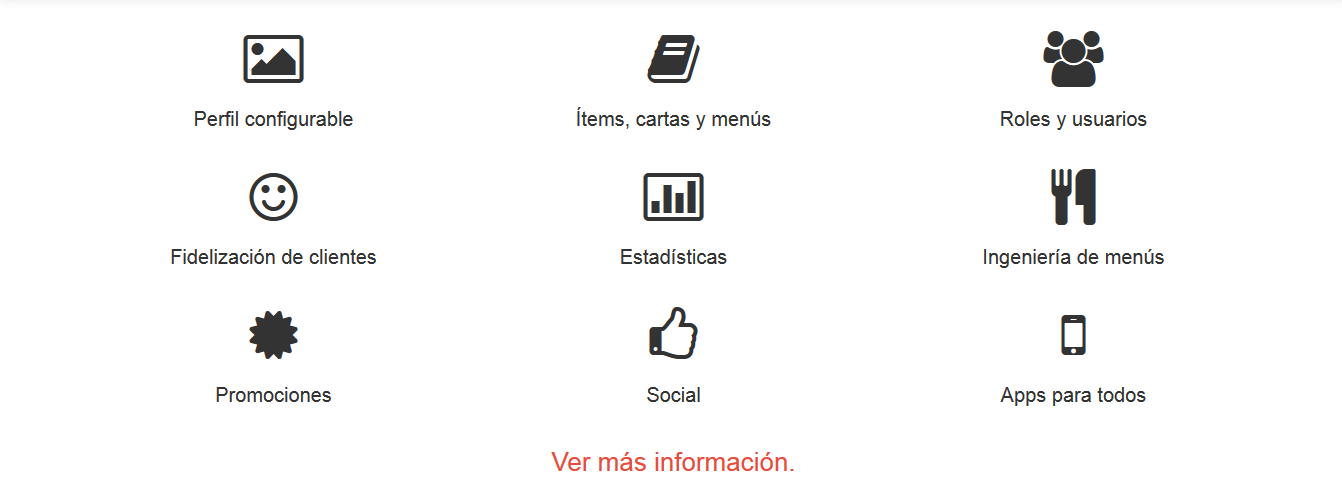 Perfil configurable
Ítems, cartas y menús
Roles y usuarios
Fidelización de clientes
Estadísticas
Ingeniería de menús
Promociones
Social
Apps para todos
Ver más información.